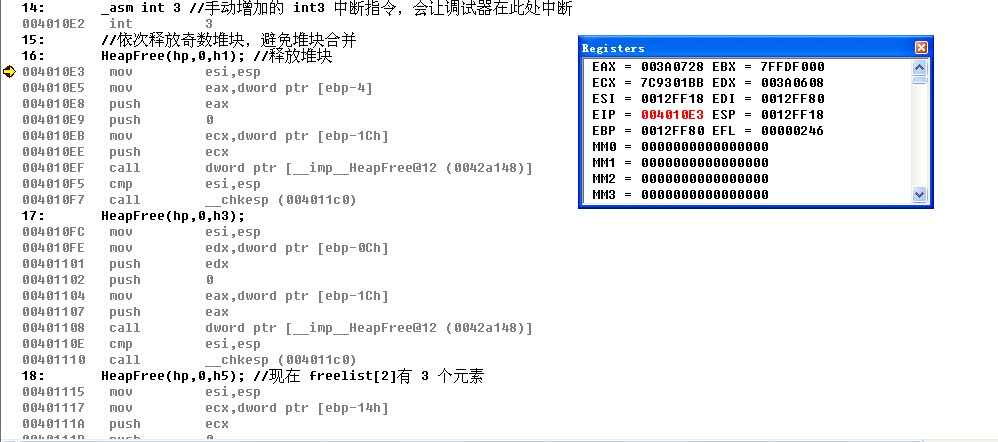 14: _asm int 3 //手动增加的 int3 中断指令，会让调试器在此处中断
004010E2 int 3
15: //依次释放奇数堆块，避免堆块合并
16: HeapFree(hp,0,h1); //释放堆块
004010E3 mov esi,esp
004010E5 mov eax,dword ptr [ebp-4]
004010E8 push eax
004010E9 push 0
004010EB mov ecx,dword ptr [ebp-1Ch]
004010EE push ecx
004010EF call dword ptr [__imp__HeapFree@12 (0042a148)]
004010F5 cmp esi,esp
004010F7 call __chkesp (004011c0)
17: HeapFree(hp,0,h3);
004010FC mov esi,esp
004010FE mov edx,dword ptr [ebp-0Ch]
00401101 push edx
00401102 push 0
00401104 mov eax,dword ptr [ebp-1Ch]
00401107 push eax
00401108 call dword ptr [__imp__HeapFree@12 (0042a148)]
0040110E cmp esi,esp
00401110 call __chkesp (004011c0)
18: HeapFree(hp,0,h5); //现在 freelist[2]有 3 个元素
00401115 mov esi,esp
00401117 mov ecx,dword ptr [ebp-14h]
0040111A push ecx
0040111B push 0
Registers
EAX = 003A0728 EBX = 7FFDF000
ECX = 7C9301BB EDX = 003A0608
ESI = 0012FF18 EDI = 0012FF80
EIP = 004010E3 ESP = 0012FF18
EBP = 0012FF80 EFL = 00000246
MM0 = 0000000000000000
MM1 = 0000000000000000
MM2 = 0000000000000000
MM3 = 0000000000000000